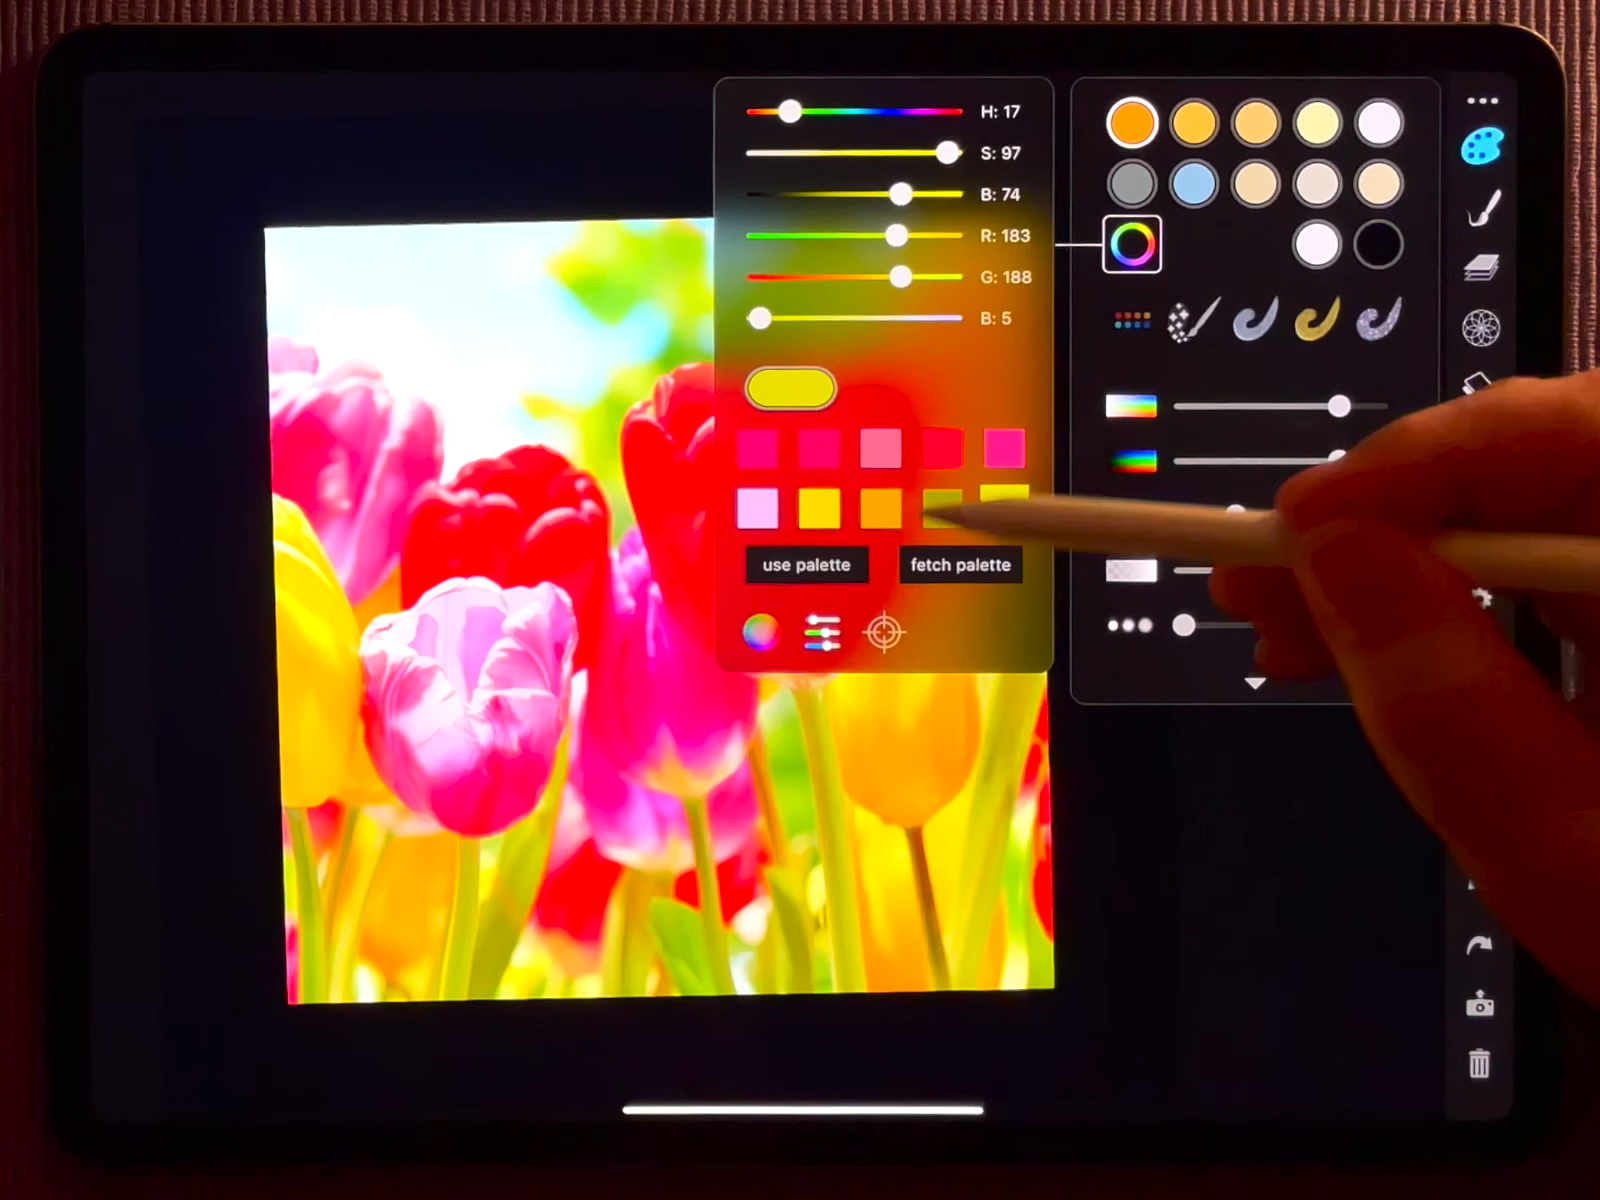 H: 17
S: 97
B: 74
R: 183
G: 188
B: 5
use palette
fetch palette